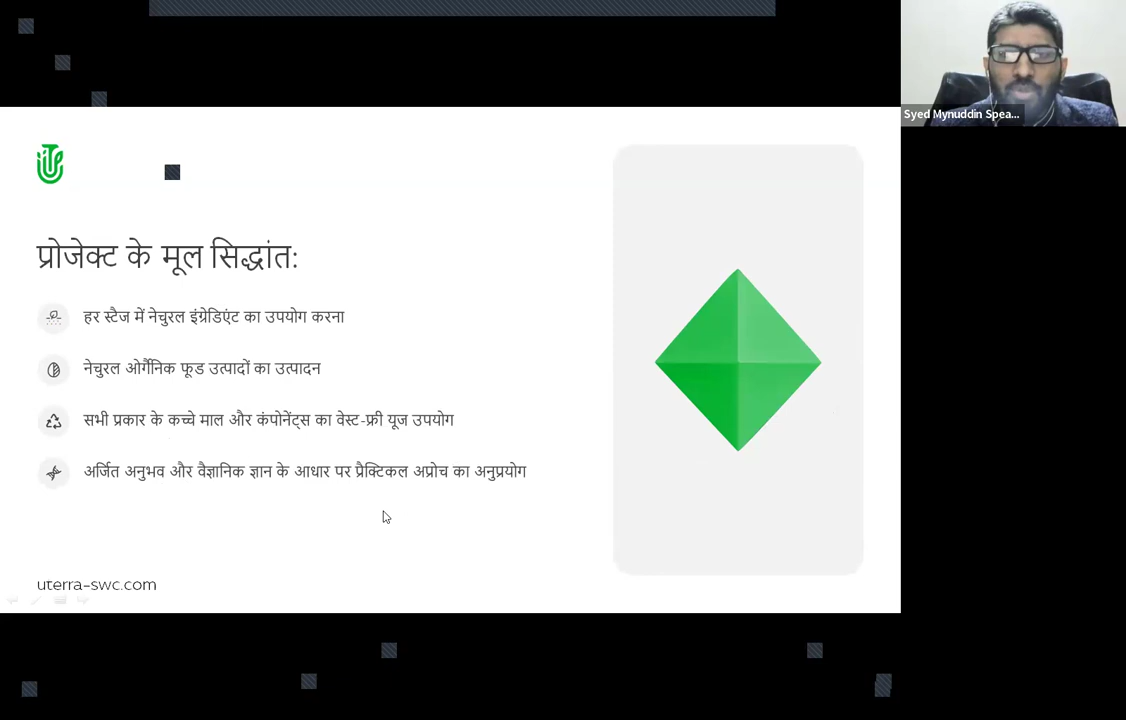 Syed Mynuddin Spea...
प्रोजेक्ट के मूल सिद्धांत:
हर स्टैज में नेचुरल इंग्रेडिएंट का उपयोग करना
नेचुरल ओर्गैनिक फूड उत्पादों का उत्पादन
सभी प्रकार के कच्चे माल और कंपोनेंट्स का वेस्ट-फ्री यूज उपयोग
अर्जित अनुभव और वैज्ञानिक ज्ञान के आधार पर प्रैक्टिकल अप्रोच का अनुप्रयोग
uterra-swc.com